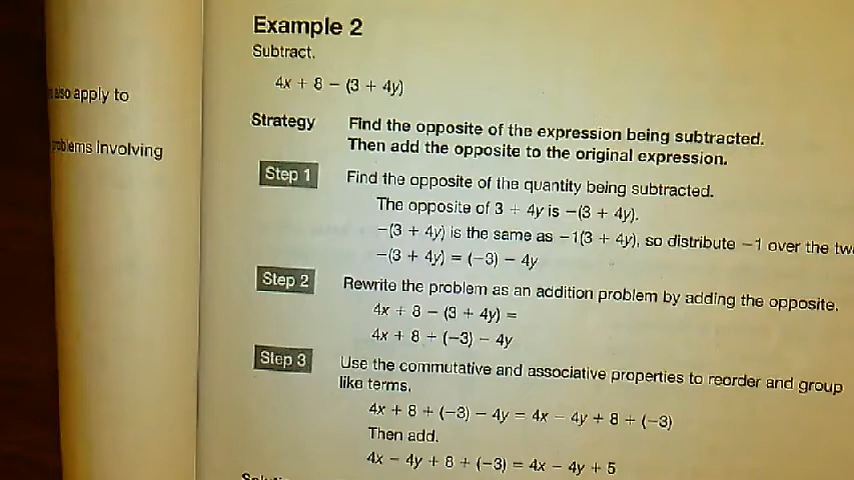 Example 2
Subtract.
4x + 8 − (3 + 4y)
also apply to
Strategy Find the opposite of the expression being subtracted.
Then add the opposite to the original expression.
problems Involving
Step 1 Find the opposite of the quantity being subtracted.
The opposite of 3 + 4y is −(3 + 4y).
−(3 + 4y) is the same as −1(3 + 4y), so distribute −1 over the
−(3 + 4y) = (−3) − 4y
Step 2 Rewrite the problem as an addition problem by adding the opposite.
4x + 8 − (3 + 4y) =
4x + 8 + (−3) − 4y
Step 3 Use the commutative and associative properties to reorder and group
like terms.
4x + 8 + (−3) − 4y = 4x − 4y + 8 + (−3)
Then add.
4x − 4y + 8 + (−3) = 4x − 4y + 5